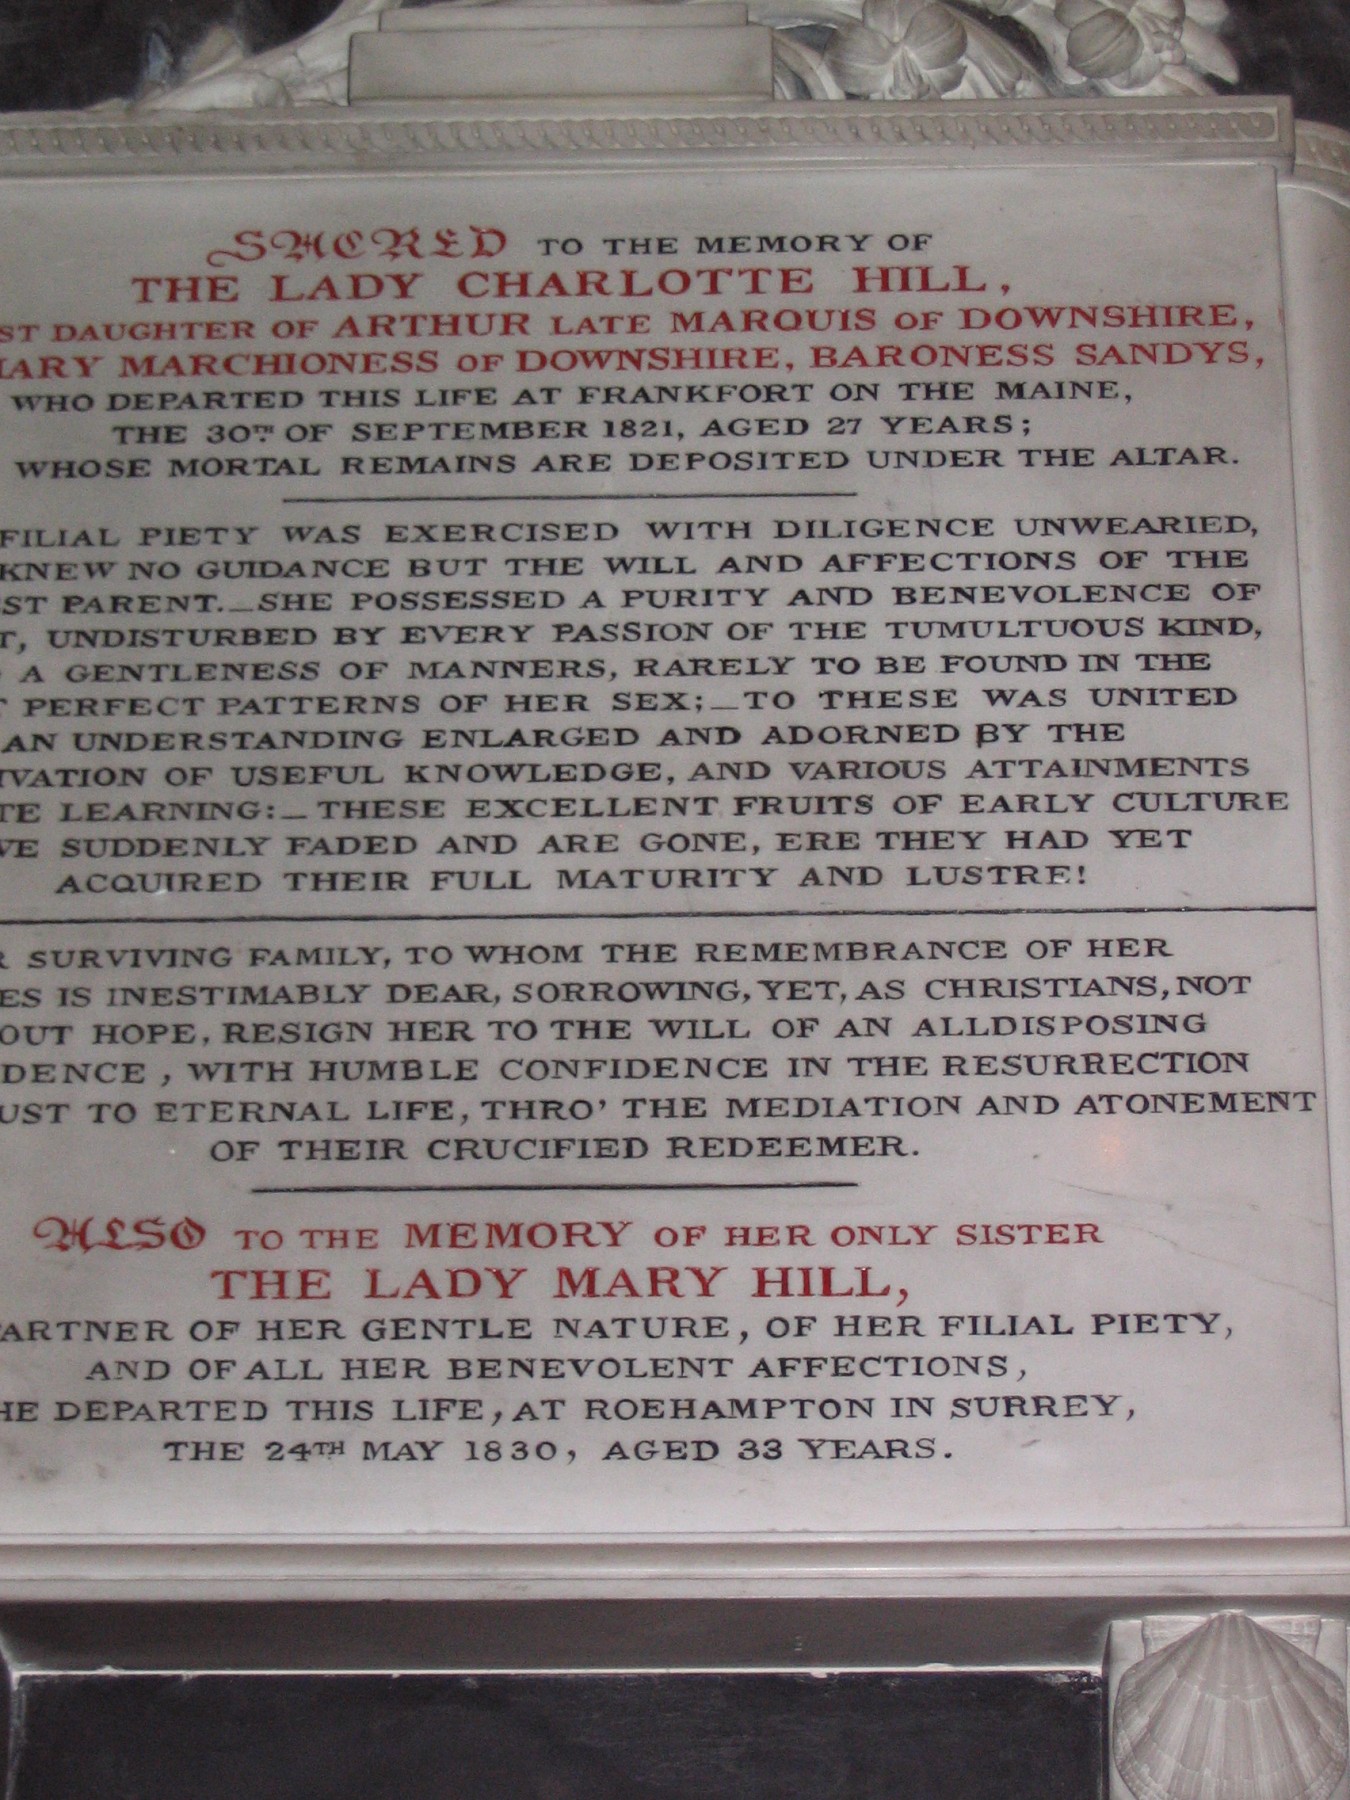 SACRED TO THE MEMORY OF
THE LADY CHARLOTTE HILL,
ST DAUGHTER OF ARTHUR LATE MARQUIS OF DOWNSHIRE,
IARY MARCHIONESS OF DOWNSHIRE, BARONESS SANDYS,
WHO DEPARTED THIS LIFE AT FRANKFORT ON THE MAINE,
THE 30TH OF SEPTEMBER 1821, AGED 27 YEARS;
WHOSE MORTAL REMAINS ARE DEPOSITED UNDER THE ALTAR.
FILIAL PIETY WAS EXERCISED WITH DILIGENCE UNWEARIED,
KNEW NO GUIDANCE BUT THE WILL AND AFFECTIONS OF THE
ST PARENT._SHE POSSESSED A PURITY AND BENEVOLENCE OF
T, UNDISTURBED BY EVERY PASSION OF THE TUMULTUOUS KIND,
A GENTLENESS OF MANNERS, RARELY TO BE FOUND IN THE
T PERFECT PATTERNS OF HER SEX;_TO THESE WAS UNITED
AN UNDERSTANDING ENLARGED AND ADORNED BY THE
IVATION OF USEFUL KNOWLEDGE, AND VARIOUS ATTAINMENTS
TE LEARNING:_THESE EXCELLENT FRUITS OF EARLY CULTURE
VE SUDDENLY FADED AND ARE GONE, ERE THEY HAD YET
ACQUIRED THEIR FULL MATURITY AND LUSTRE!
R SURVIVING FAMILY, TO WHOM THE REMEMBRANCE OF HER
ES IS INESTIMABLY DEAR, SORROWING, YET, AS CHRISTIANS, NOT
OUT HOPE, RESIGN HER TO THE WILL OF AN ALLDISPOSING
DENCE, WITH HUMBLE CONFIDENCE IN THE RESURRECTION
UST TO ETERNAL LIFE, THRO' THE MEDIATION AND ATONEMENT
OF THEIR CRUCIFIED REDEEMER.
ALSO TO THE MEMORY OF HER ONLY SISTER
THE LADY MARY HILL,
PARTNER OF HER GENTLE NATURE, OF HER FILIAL PIETY,
AND OF ALL HER BENEVOLENT AFFECTIONS,
HE DEPARTED THIS LIFE, AT ROEHAMPTON IN SURREY,
THE 24TH MAY 1830, AGED 33 YEARS.